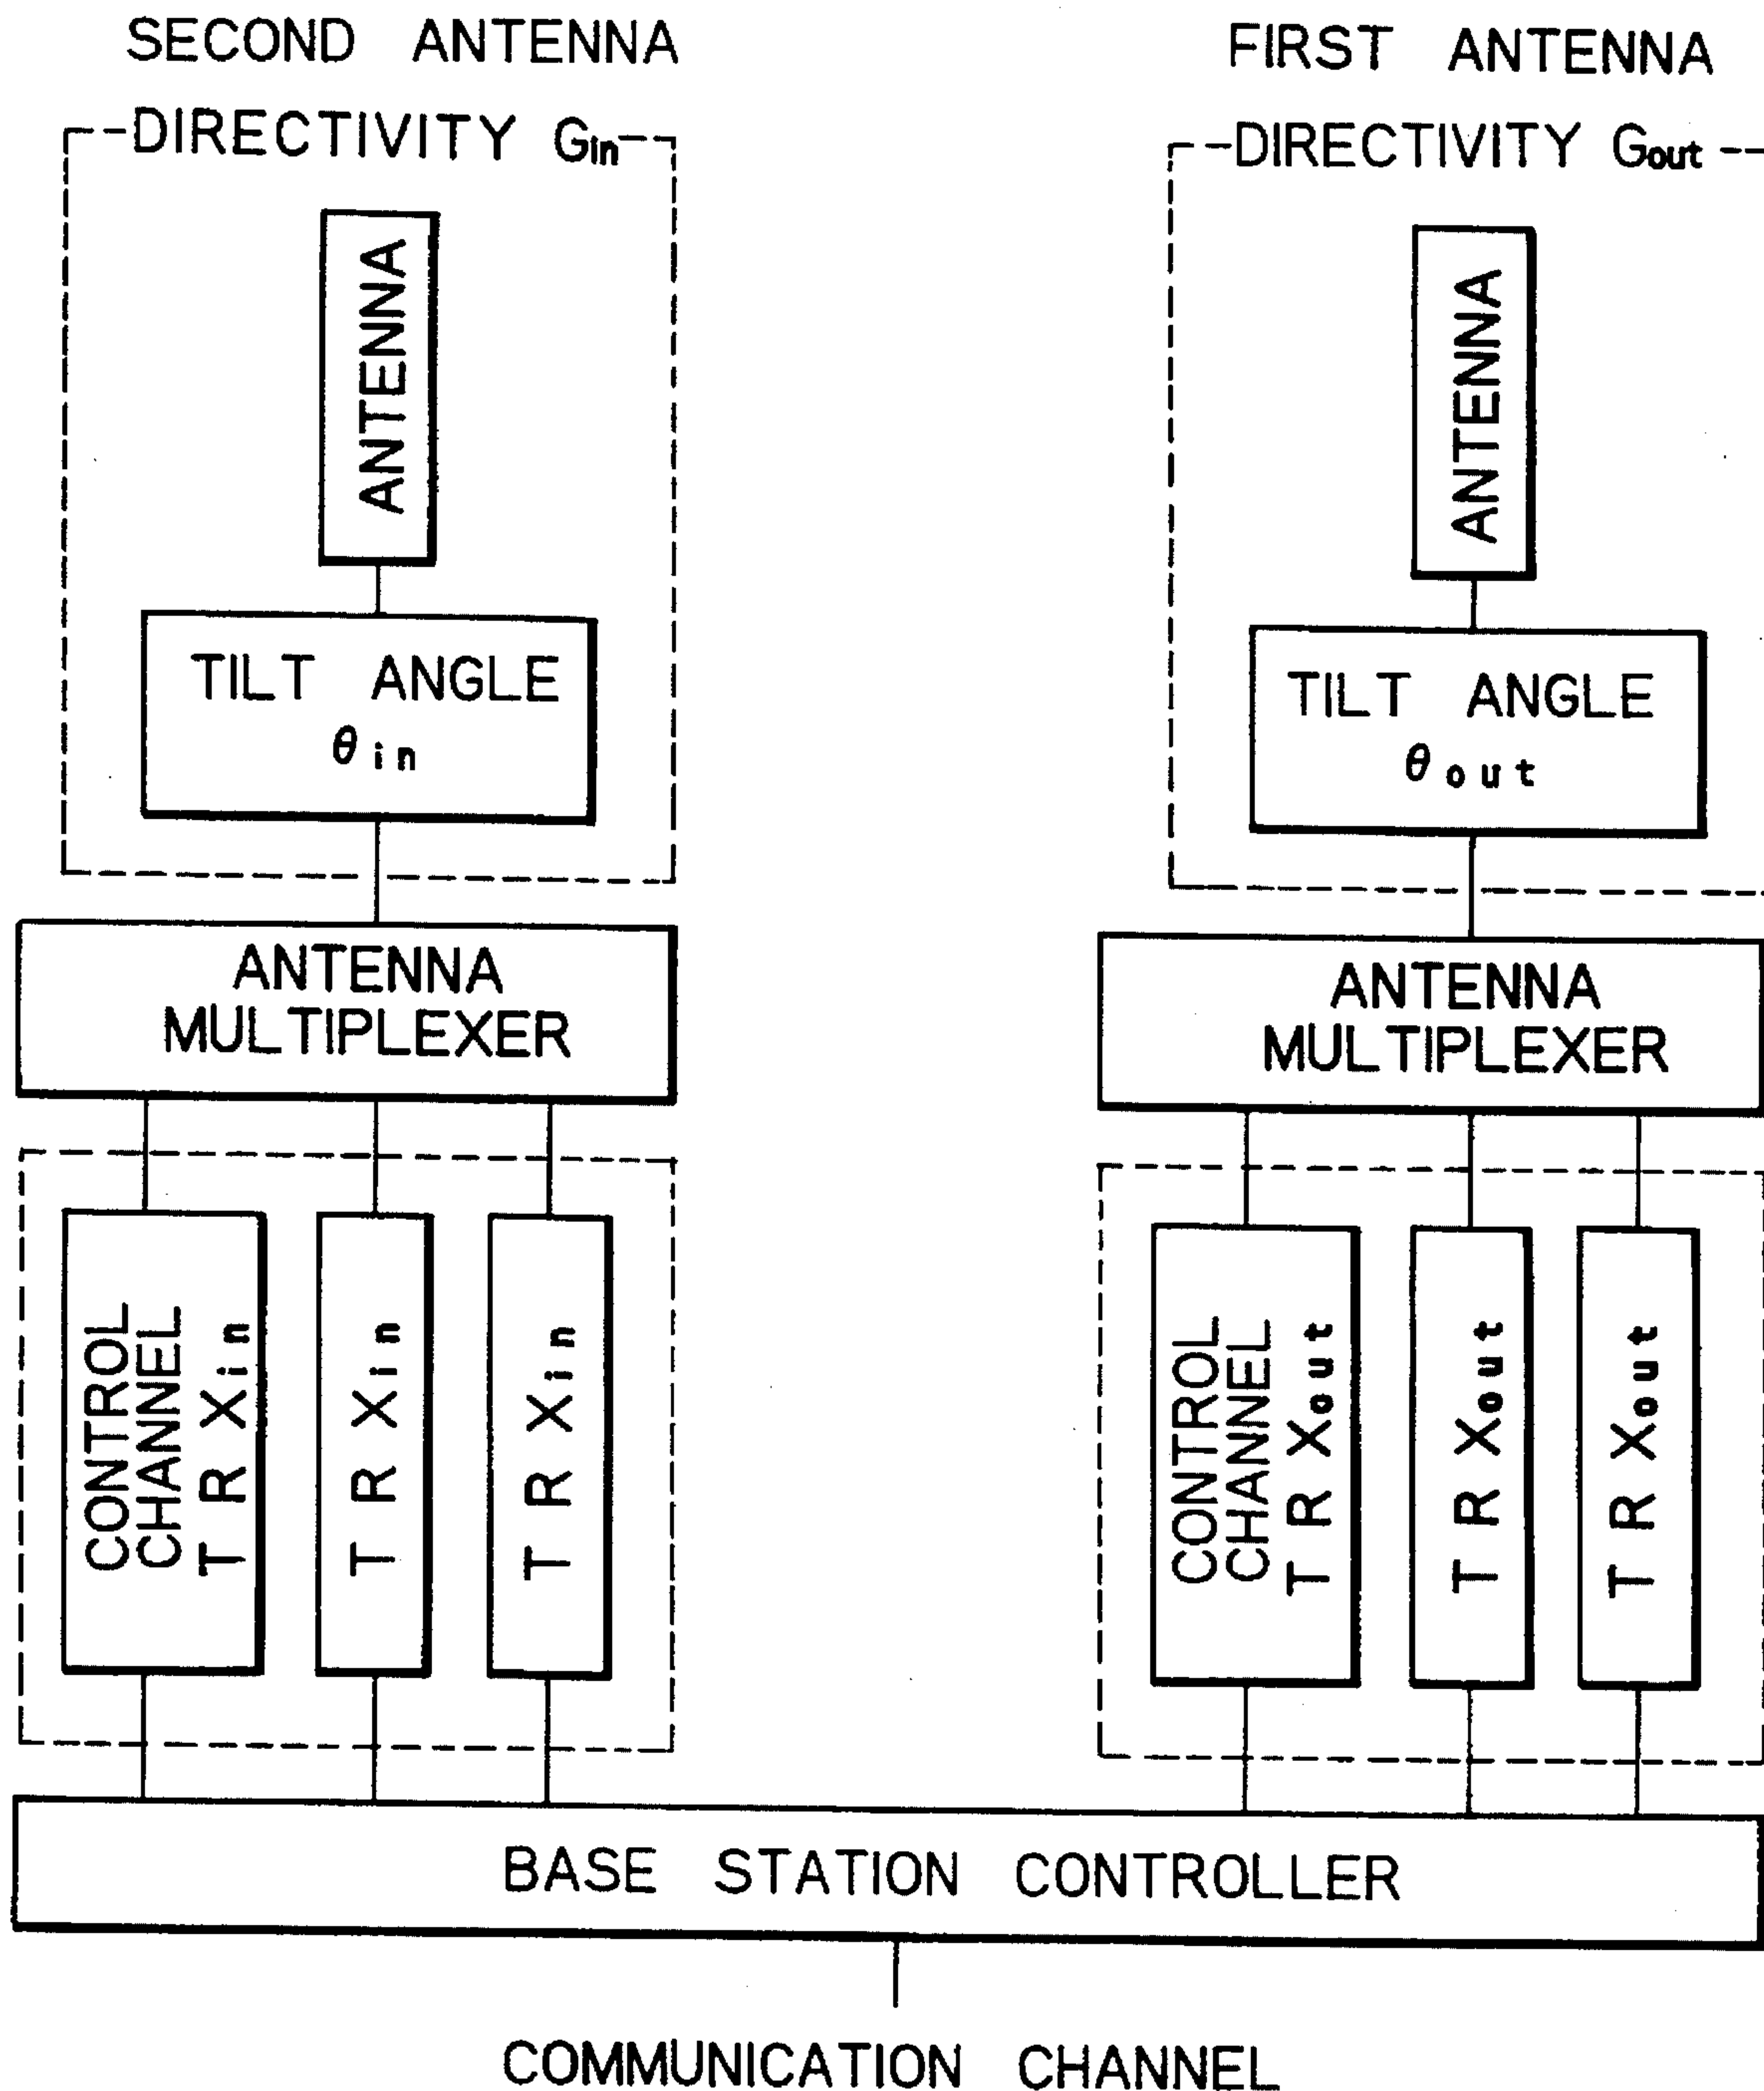 SECOND ANTENNA
DIRECTIVITY Gin
ANTENNA
TILT ANGLE
θin
ANTENNA
MULTIPLEXER
CONTROL
CHANNEL
TRXin
TRXin
TRXin
FIRST ANTENNA
DIRECTIVITY Gout
ANTENNA
TILT ANGLE
θout
ANTENNA
MULTIPLEXER
CONTROL
CHANNEL
TRXout
TRXout
TRXout
BASE STATION CONTROLLER
COMMUNICATION CHANNEL